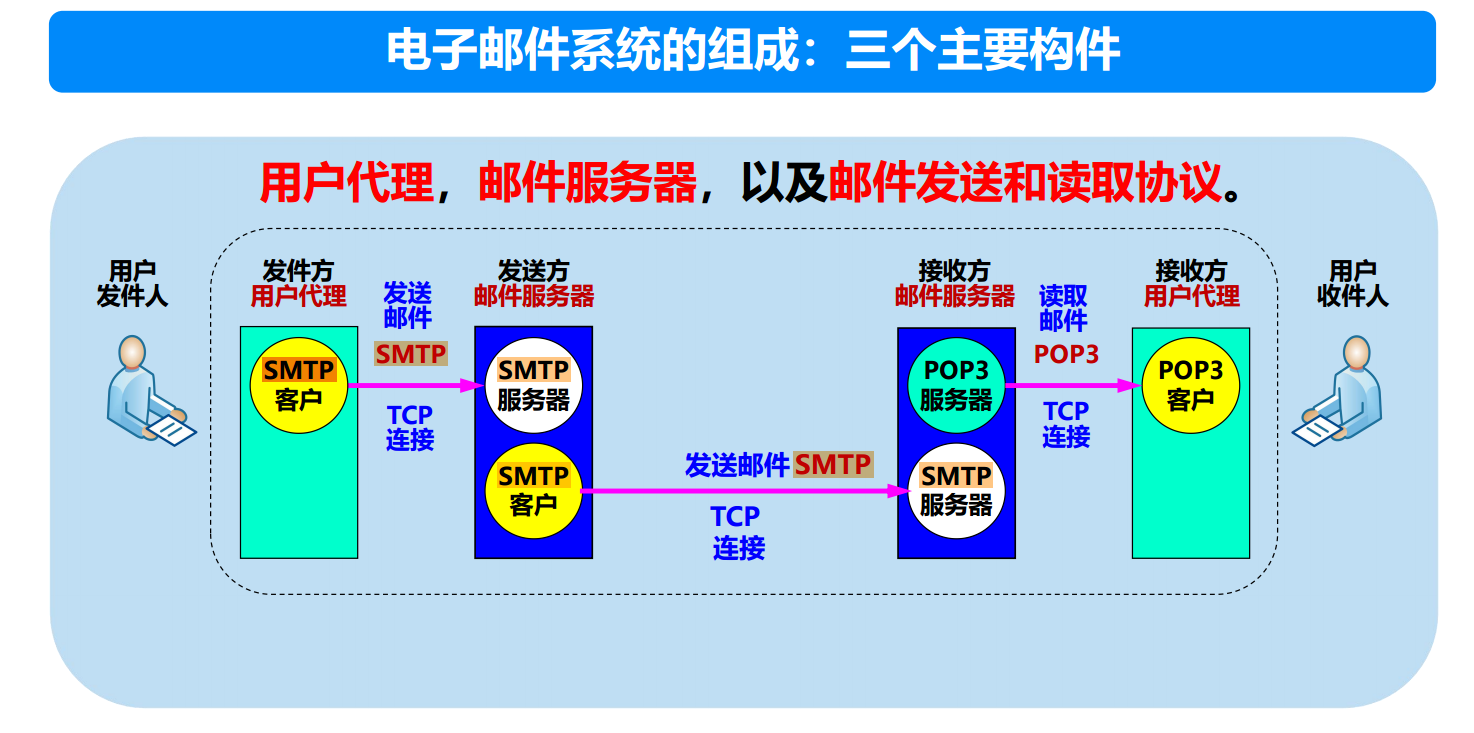 电子邮件系统的组成：三个主要构件
用户代理，邮件服务器，以及邮件发送和读取协议。
用户
发件人
发件方
用户代理
发送
邮件
SMTP
TCP
连接
SMTP
客户
发送方
邮件服务器
SMTP
服务器
SMTP
客户
发送邮件 SMTP
TCP
连接
接收方
邮件服务器
POP3
服务器
SMTP
服务器
读取
邮件
POP3
TCP
连接
接收方
用户代理
POP3
客户
用户
收件人